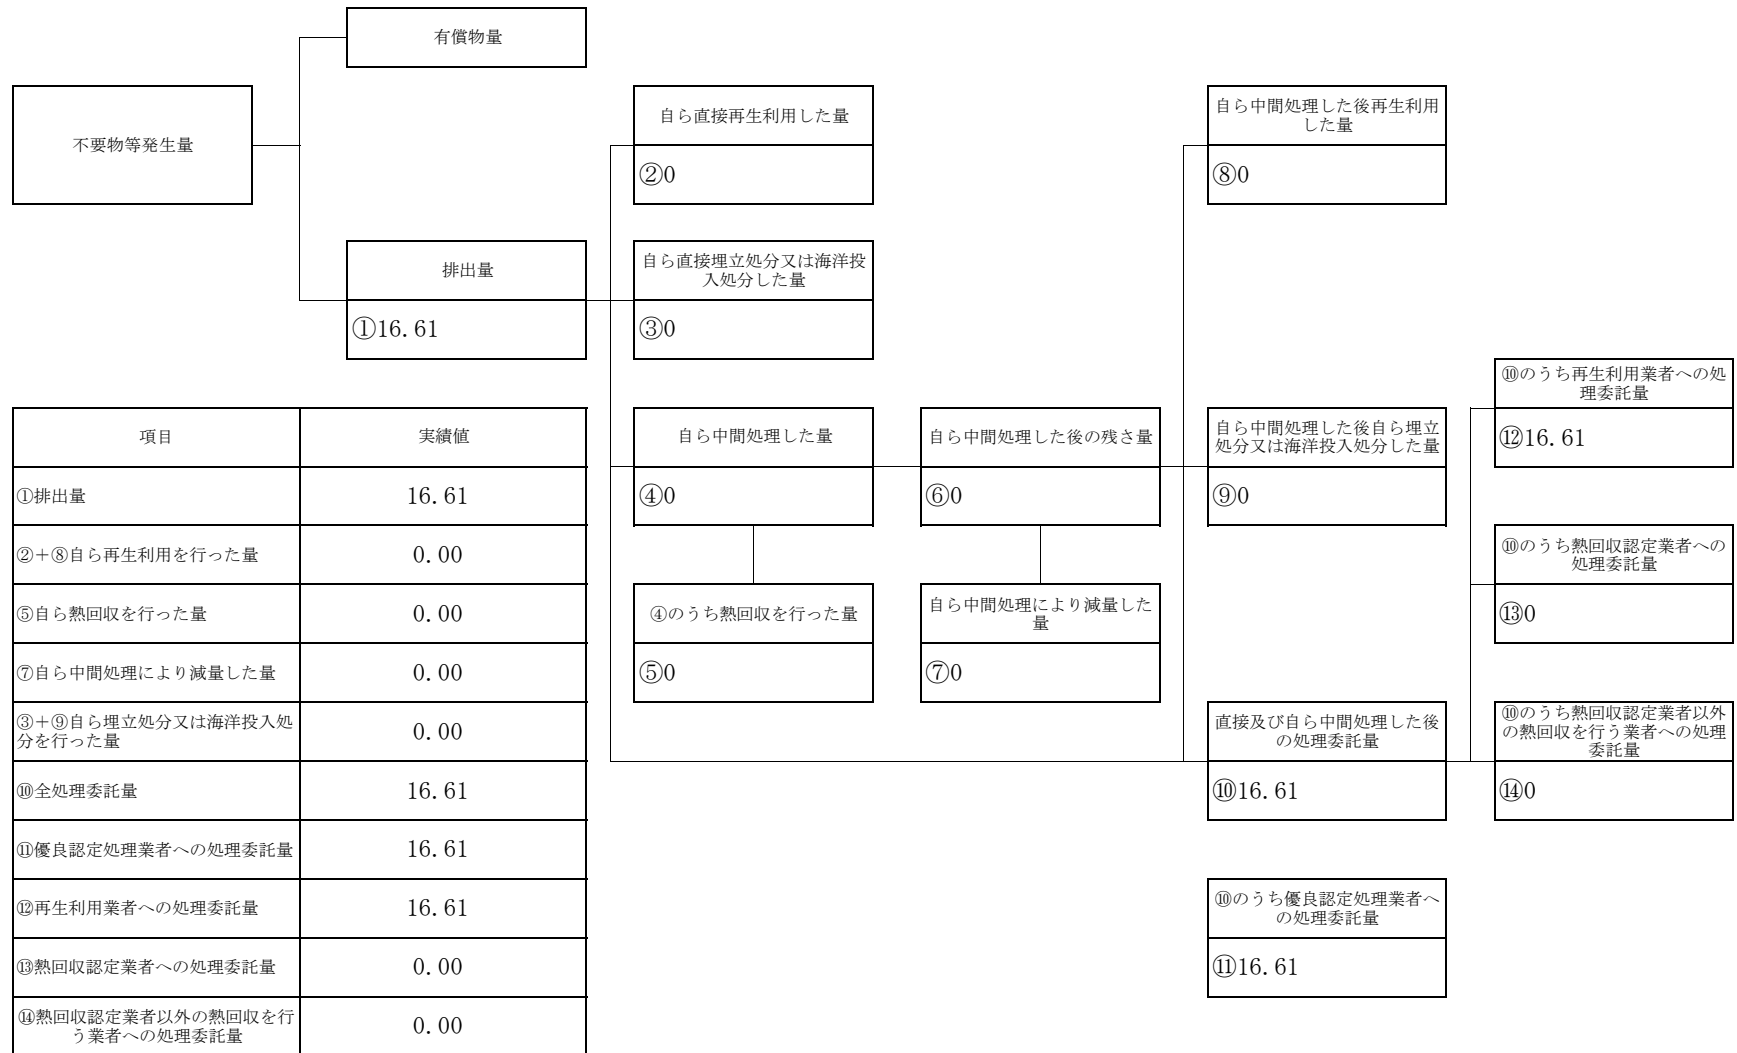 有償物量
不要物等発生量
排出量
①16.61
自ら直接再生利用した量
②0
自ら直接埋立処分又は海洋投
入処分した量
③0
自ら中間処理した量
④0
④のうち熱回収を行った量
⑤0
自ら中間処理した後の残さ量
⑥0
自ら中間処理により減量した
量
⑦0
自ら中間処理した後再生利用
した量
⑧0
自ら中間処理した後自ら埋立
処分又は海洋投入処分した量
⑨0
直接及び自ら中間処理した後
の処理委託量
⑩16.61
⑩のうち優良認定処理業者へ
の処理委託量
⑪16.61
⑩のうち再生利用業者への処
理委託量
⑫16.61
⑩のうち熱回収認定業者への
処理委託量
⑬0
⑩のうち熱回収認定業者以外
の熱回収を行う業者への処理
委託量
⑭0
項目 実績値
①排出量 16.61
②＋⑧自ら再生利用を行った量 0.00
⑤自ら熱回収を行った量 0.00
⑦自ら中間処理により減量した量 0.00
③＋⑨自ら埋立処分又は海洋投入処
分を行った量 0.00
⑩全処理委託量 16.61
⑪優良認定処理業者への処理委託量 16.61
⑫再生利用業者への処理委託量 16.61
⑬熱回収認定業者への処理委託量 0.00
⑭熱回収認定業者以外の熱回収を行
う業者への処理委託量 0.00